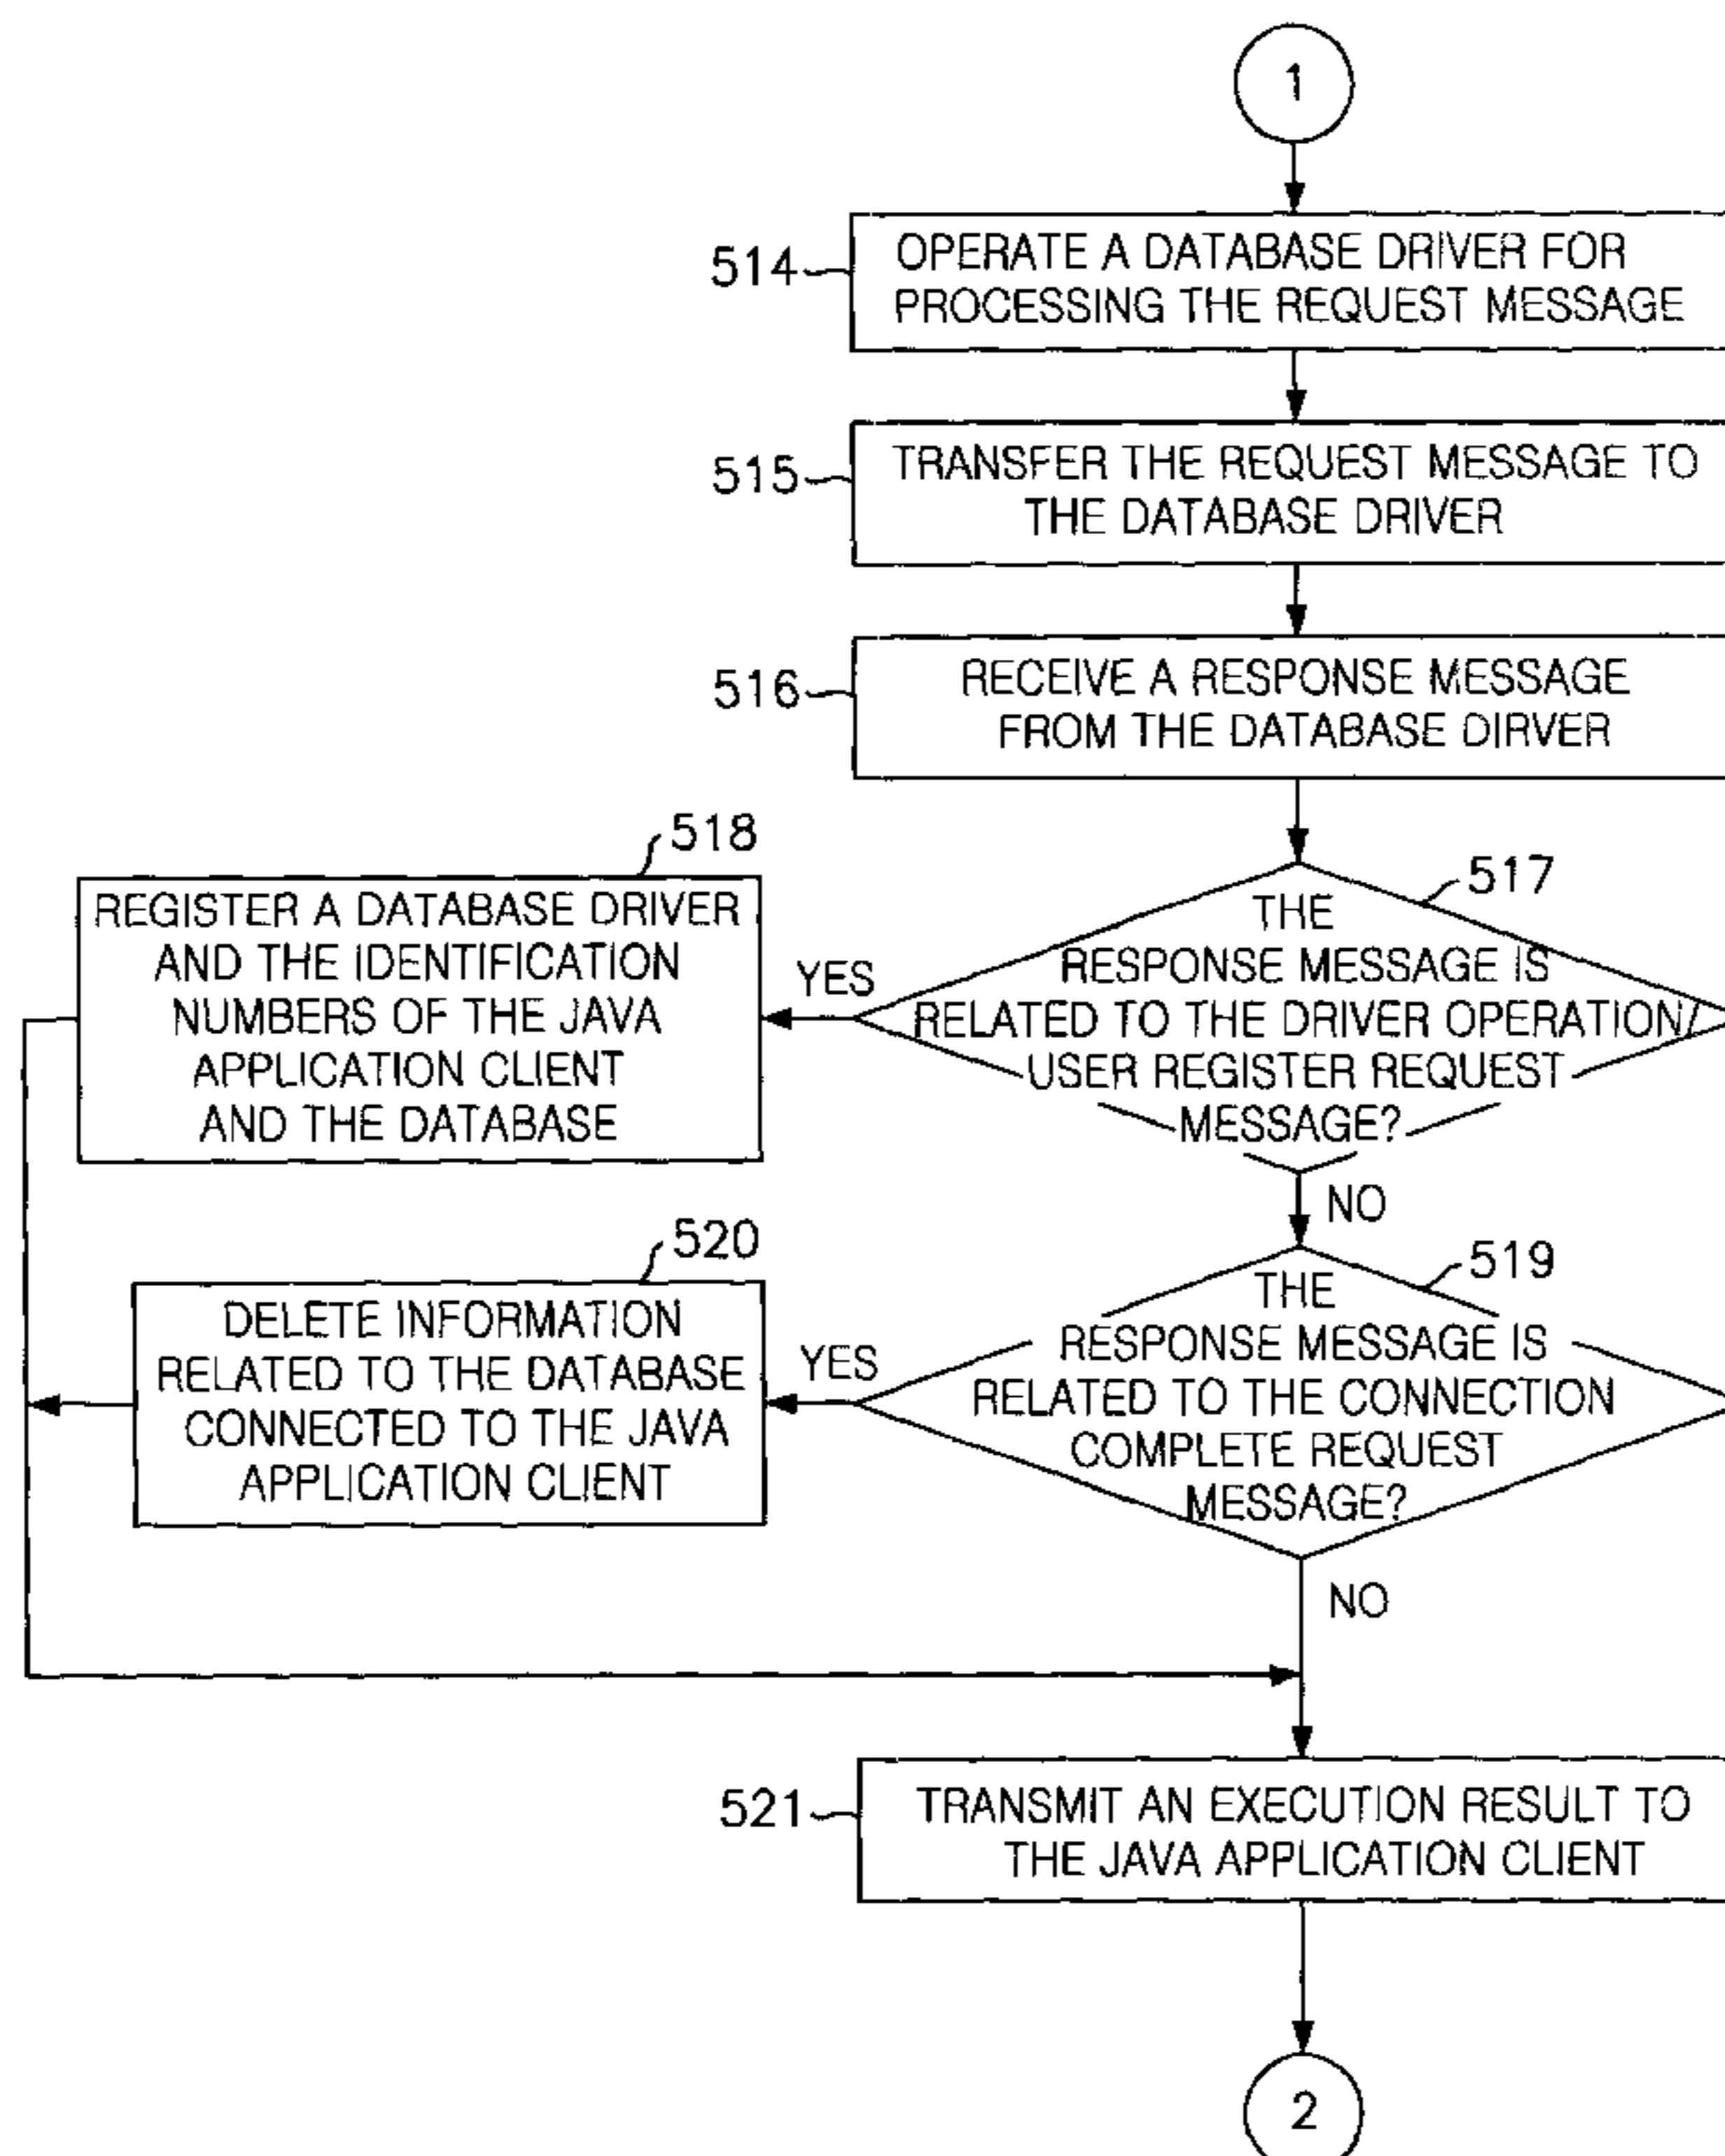 1
514
OPERATE A DATABASE DRIVER FOR
PROCESSING THE REQUEST MESSAGE
515
TRANSFER THE REQUEST MESSAGE TO
THE DATABASE DRIVER
516
RECEIVE A RESPONSE MESSAGE
FROM THE DATABASE DIRVER
517
THE
RESPONSE MESSAGE IS
RELATED TO THE DRIVER OPERATION/
USER REGISTER REQUEST
MESSAGE?
YES
518
REGISTER A DATABASE DRIVER
AND THE IDENTIFICATION
NUMBERS OF THE JAVA
APPLICATION CLIENT
AND THE DATABASE
NO
519
THE
RESPONSE MESSAGE IS
RELATED TO THE CONNECTION
COMPLETE REQUEST
MESSAGE?
YES
520
DELETE INFORMATION
RELATED TO THE DATABASE
CONNECTED TO THE JAVA
APPLICATION CLIENT
NO
521
TRANSMIT AN EXECUTION RESULT TO
THE JAVA APPLICATION CLIENT
2